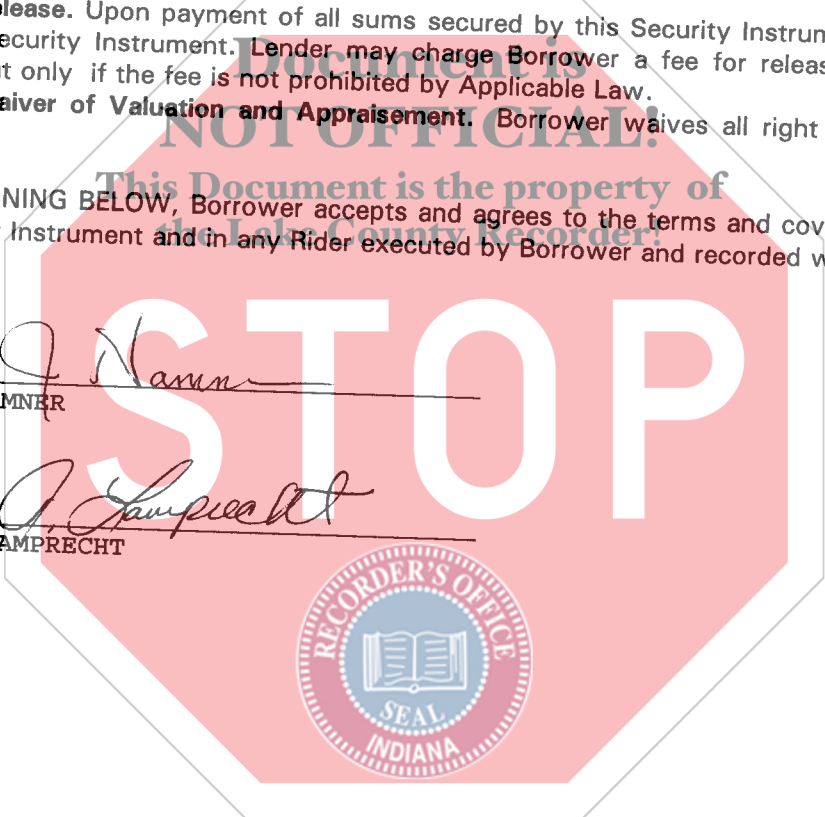 elease. Upon payment of all sums secured by this Security Instrum
ecurity Instrument. Lender may charge Borrower a fee for releas
t only if the fee is not prohibited by Applicable Law.
aiver of Valuation and Appraisement. Borrower waives all right
Document is
NOT OFFICIAL!
This Document is the property of
the Lake County Recorder!
NING BELOW, Borrower accepts and agrees to the terms and cov
Instrument and in any Rider executed by Borrower and recorded w
STOP
J Hamner
MNER
J. Lamprecht
AMPRECHT
RECORDER'S OFFICE
SEAL
INDIANA